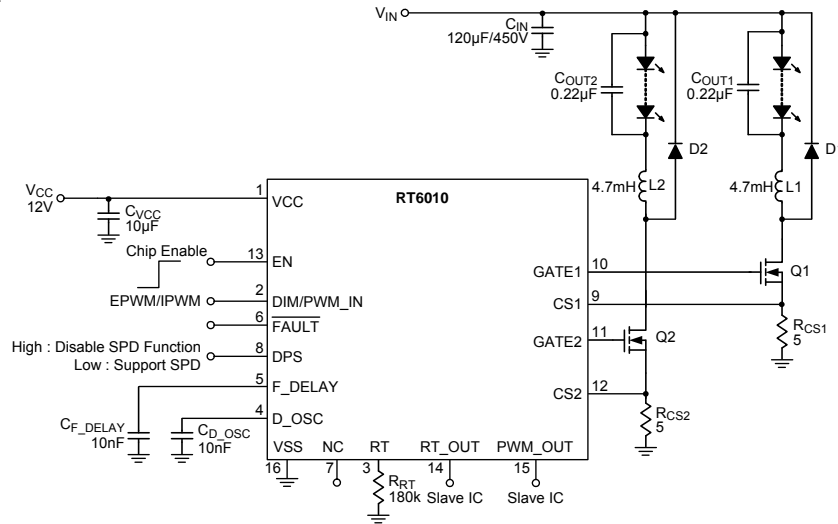 VIN
CIN
120µF/450V
COUT2
0.22µF
COUT1
0.22µF
D2
D
4.7mH
L2
4.7mH
L1
VCC
12V
CVCC
10µF
1
VCC
RT6010
Chip Enable
13
EN
EPWM/IPWM
2
DIM/PWM_IN
6
FAULT
High : Disable SPD Function
Low : Support SPD
8
DPS
5
F_DELAY
4
D_OSC
CF_DELAY
10nF
CD_OSC
10nF
GATE1
10
Q1
CS1
9
RCS1
5
GATE2
11
Q2
CS2
12
RCS2
5
VSS
NC
RT
RT_OUT
PWM_OUT
16
7
3
14
15
RRT
180k
Slave IC
Slave IC